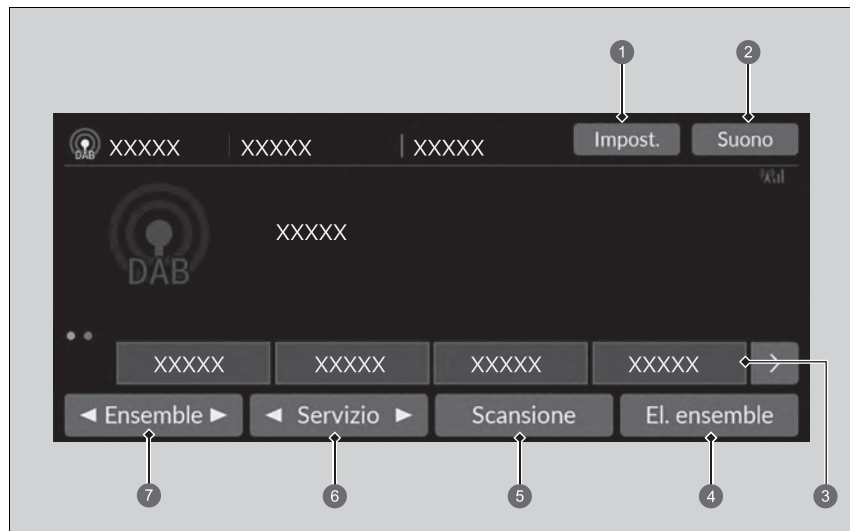 1 2
DAB XXXXX XXXXX XXXXX Impost. Suono
XXXXX
DAB
XXXXX XXXXX XXXXX XXXXX >
◄ Ensemble ► ◄ Servizio ► Scansione El. ensemble
7 6 5 4 3